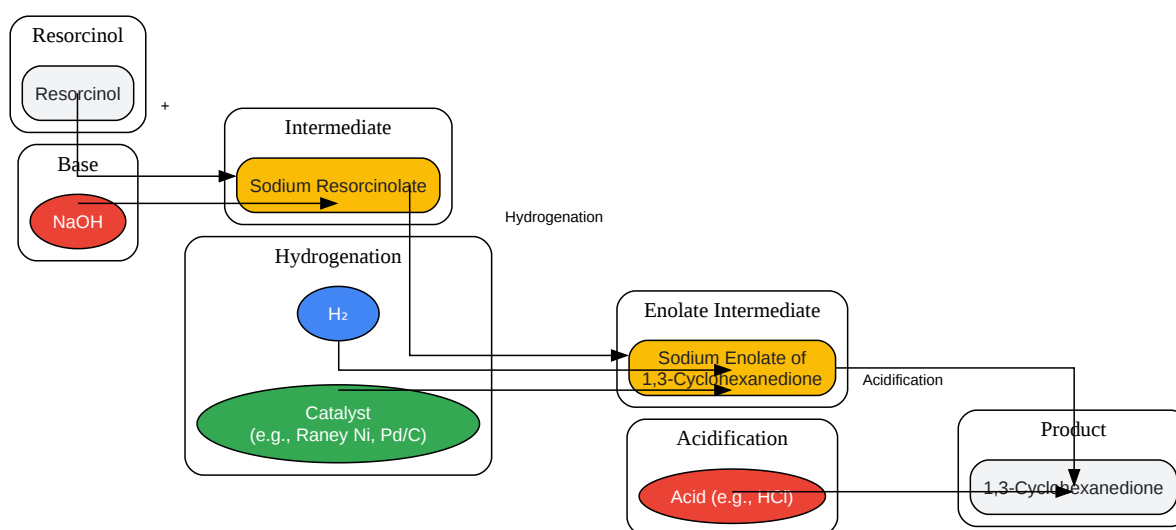 Resorcinol
Resorcinol
+
Base
NaOH
Intermediate
Sodium Resorcinolate
Hydrogenation
Hydrogenation
H₂
Catalyst
(e.g., Raney Ni, Pd/C)
Enolate Intermediate
Sodium Enolate of
1,3-Cyclohexanedione
Acidification
Acidification
Acid (e.g., HCl)
Product
1,3-Cyclohexanedione